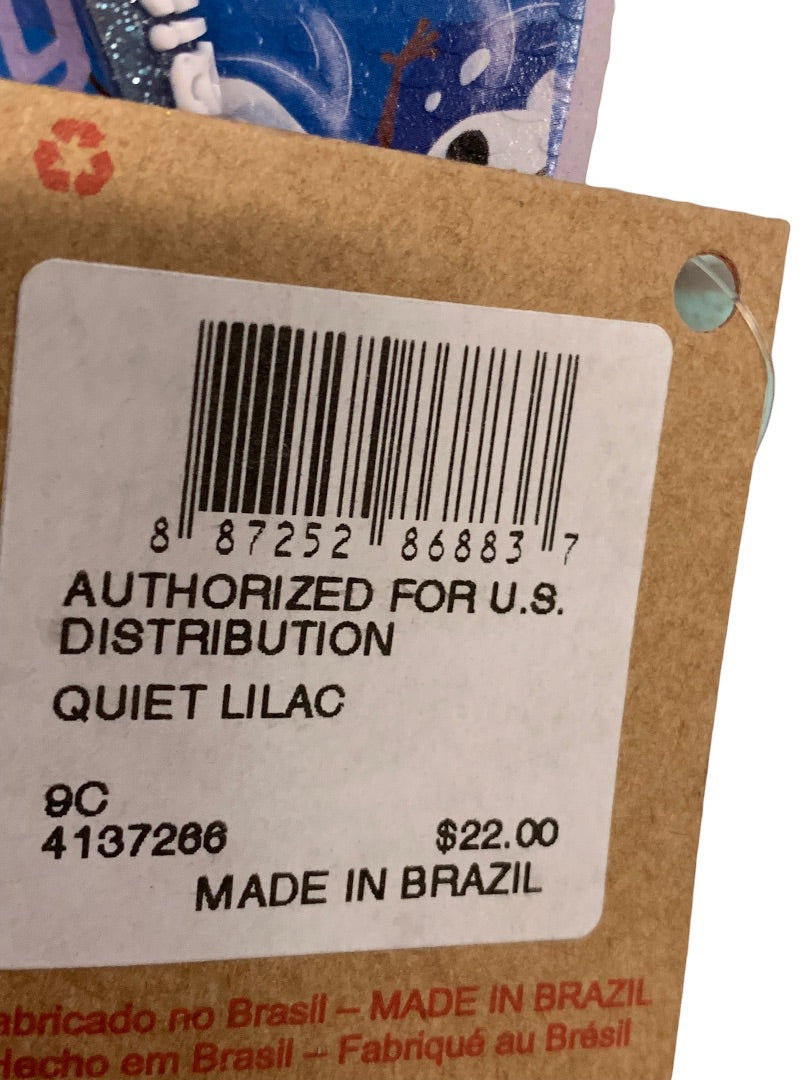 8 87252 86883 7
AUTHORIZED FOR U.S.
DISTRIBUTION
QUIET LILAC
9C
4137266 $22.00
MADE IN BRAZIL
abricado no Brasil – MADE IN BRAZIL
Hecho em Brasil – Fabriqué au Brésil